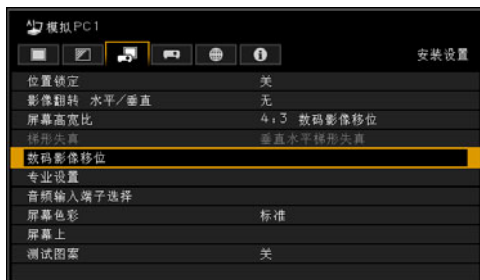 模拟PC1
安装设置
位置锁定 关
影像翻转 水平/垂直 无
屏幕高宽比 4:3 数码影像移位
梯形失真 垂直水平梯形失真
数码影像移位
专业设置
音频输入端子选择
屏幕色彩 标准
屏幕上
测试图案 关